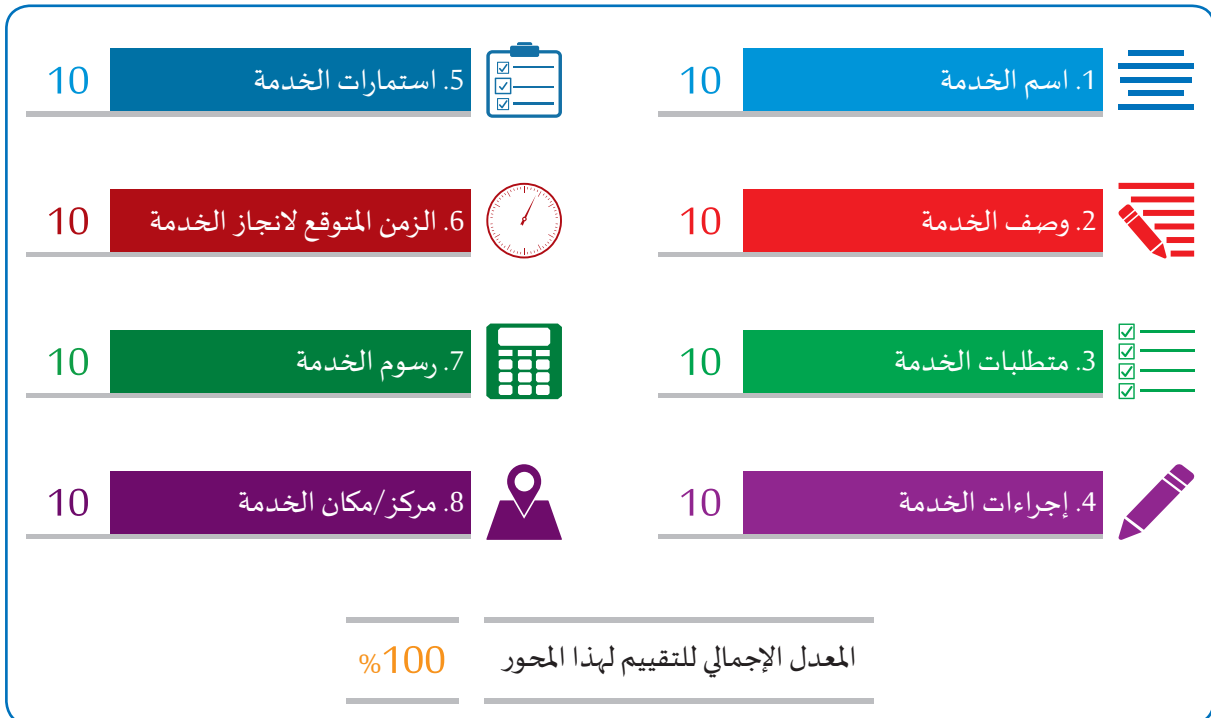 1. اسم الخدمة 10
2. وصف الخدمة 10
3. متطلبات الخدمة 10
4. إجراءات الخدمة 10
5. استمارات الخدمة 10
6. الزمن المتوقع لانجاز الخدمة 10
7. رسوم الخدمة 10
8. مركز/مكان الخدمة 10
المعدل الإجمالي للتقييم لهذا المحور 100%